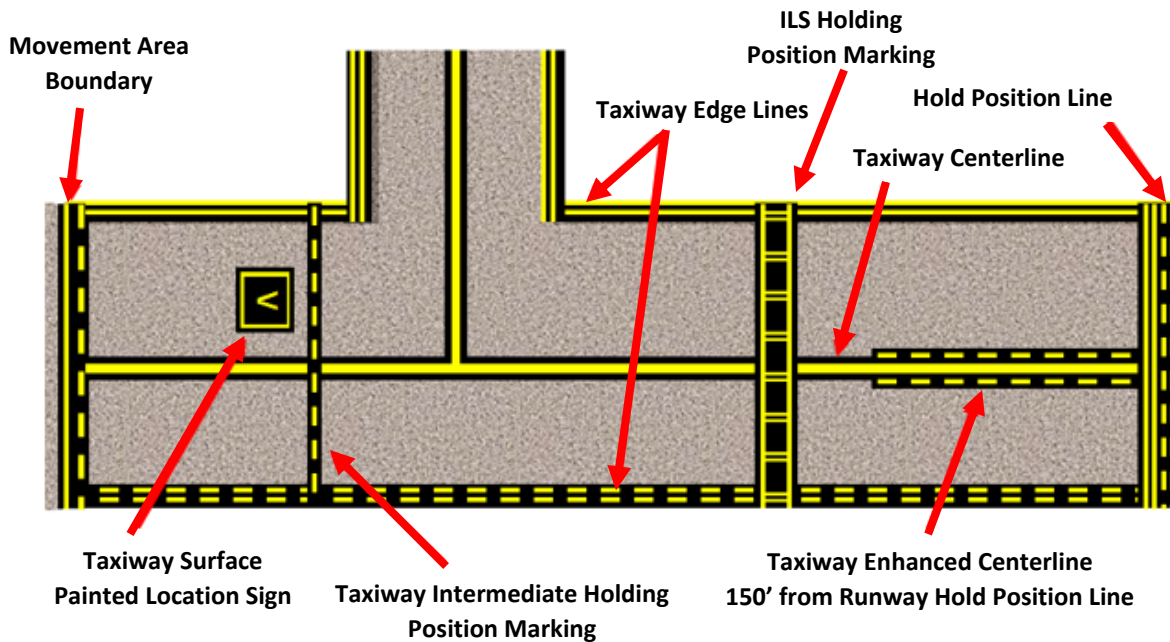 Movement Area
Boundary
ILS Holding
Position Marking
Taxiway Edge Lines
Hold Position Line
Taxiway Centerline
V
Taxiway Surface
Painted Location Sign
Taxiway Intermediate Holding
Position Marking
Taxiway Enhanced Centerline
150’ from Runway Hold Position Line